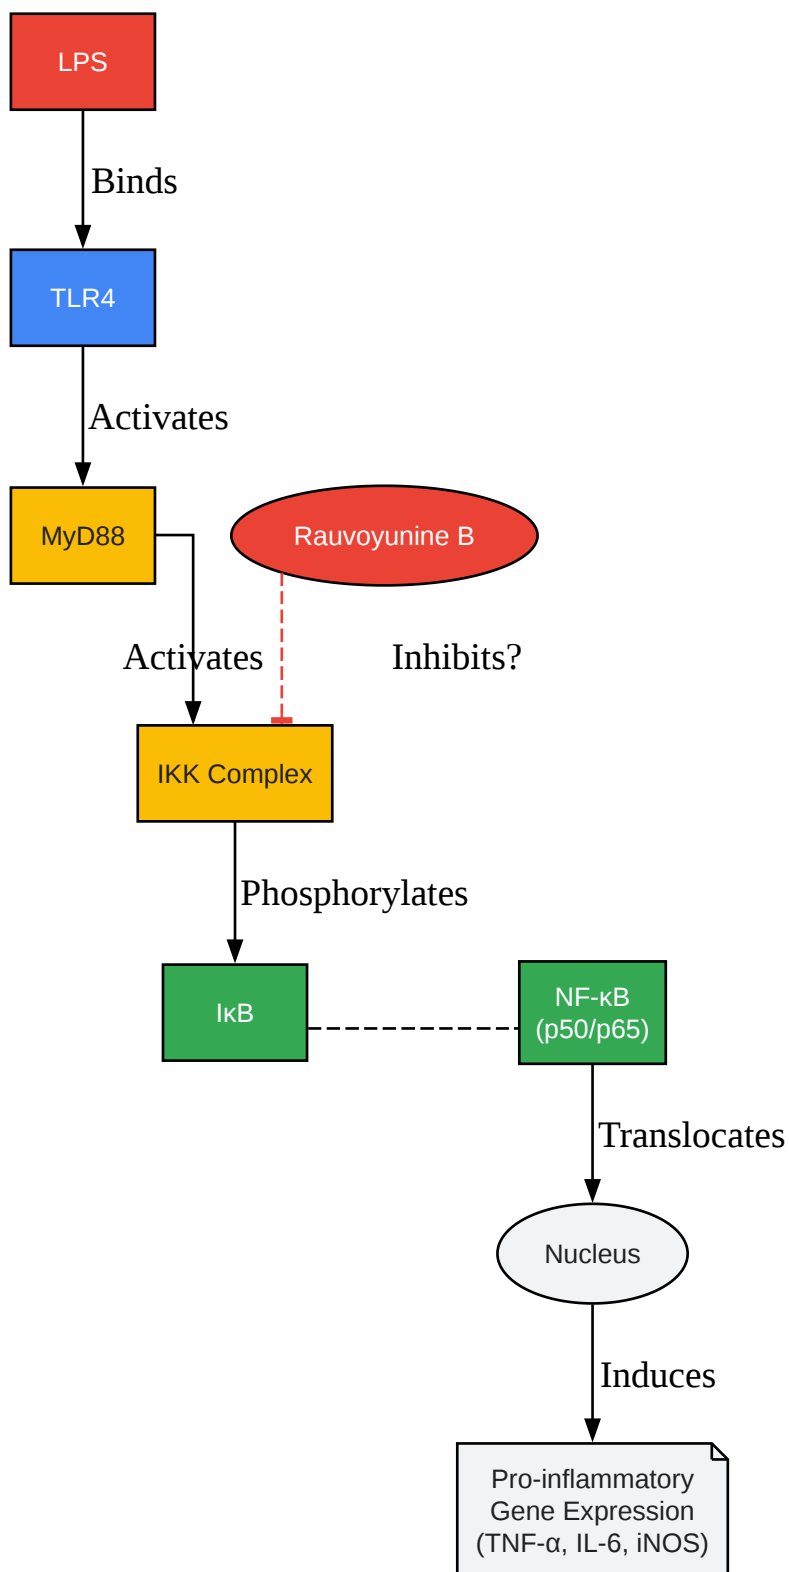 LPS
Binds
TLR4
Activates
MyD88
Rauvoyunine B
Activates
Inhibits?
IKK Complex
Phosphorylates
IκB
NF-κB
(p50/p65)
Translocates
Nucleus
Induces
Pro-inflammatory
Gene Expression
(TNF-α, IL-6, iNOS)